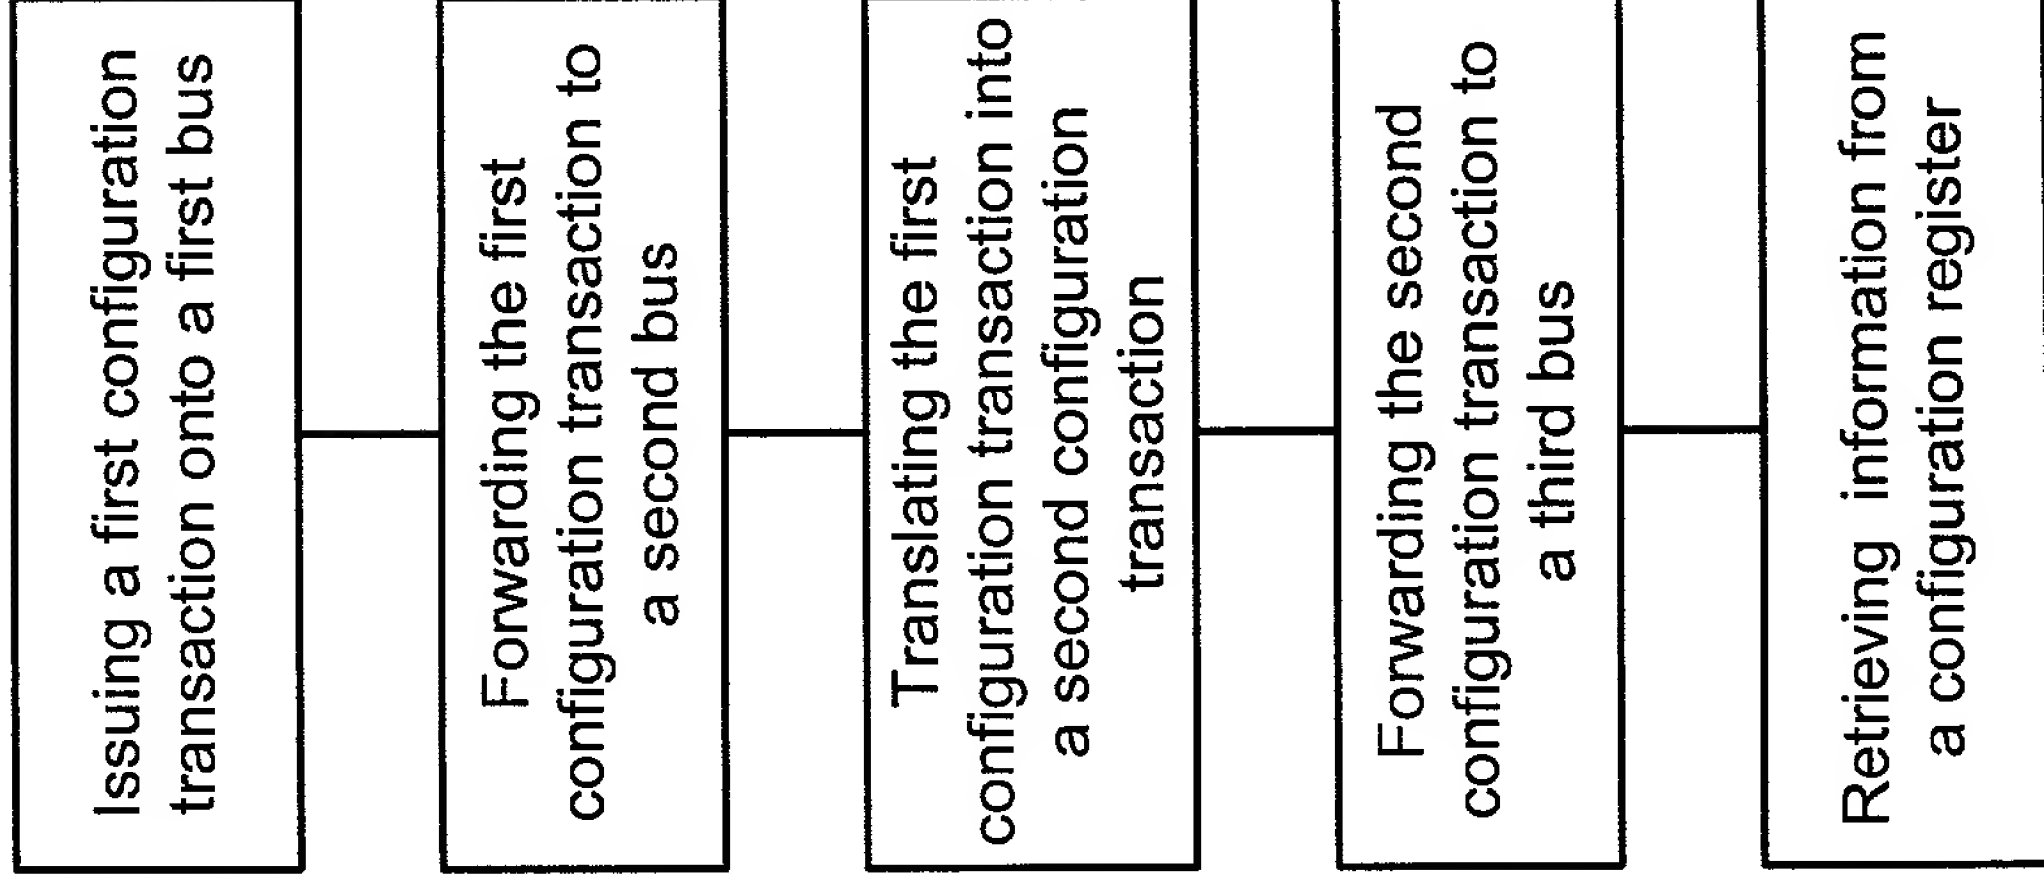 Issuing a first configuration
transaction onto a first bus
Forwarding the first
configuration transaction to
a second bus
Translating the first
configuration transaction into
a second configuration
transaction
Forwarding the second
configuration transaction to
a third bus
Retrieving information from
a configuration register